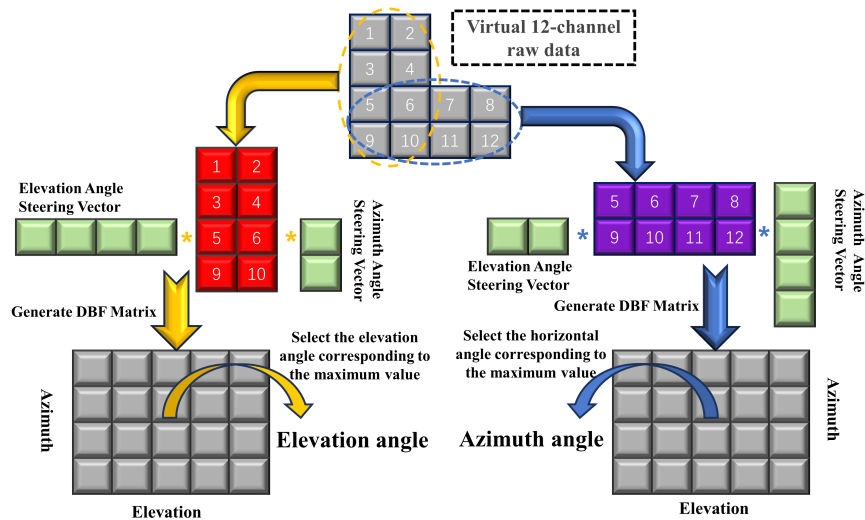 Virtual 12-channel
raw data
1 2
3 4
5 6 7 8
9 10 11 12
Elevation Angle
Steering Vector
*
1 2
3 4
5 6
9 10
*
Azimuth Angle
Steering Vector
Generate DBF Matrix
Select the elevation
angle corresponding to
the maximum value
Azimuth
Elevation angle
Elevation
*
Elevation Angle
Steering Vector
5 6 7 8
9 10 11 12
*
Azimuth Angle
Steering Vector
Generate DBF Matrix
Select the horizontal
angle corresponding to
the maximum value
Azimuth angle
Azimuth
Elevation